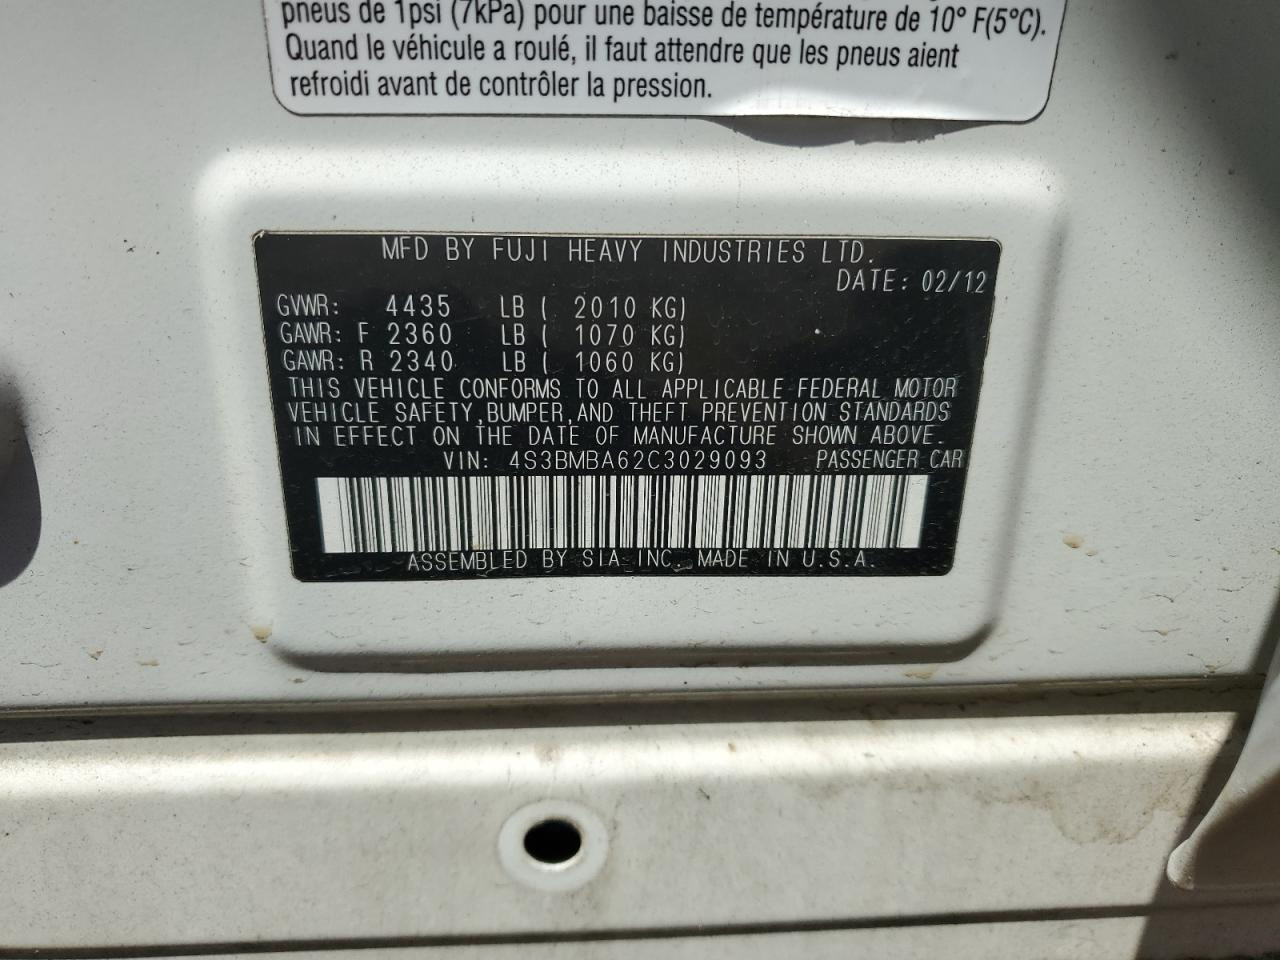 pneus de 1psi (7kPa) pour une baisse de température de 10° F(5°C).
Quand le véhicule a roulé, il faut attendre que les pneus aient
refroidi avant de contrôler la pression.
MFD BY FUJI HEAVY INDUSTRIES LTD.
DATE: 02/12
GVWR: 4435 LB ( 2010 KG)
GAWR: F 2360 LB ( 1070 KG)
GAWR: R 2340 LB ( 1060 KG)
THIS VEHICLE CONFORMS TO ALL APPLICABLE FEDERAL MOTOR
VEHICLE SAFETY,BUMPER,AND THEFT PREVENTION STANDARDS
IN EFFECT ON THE DATE OF MANUFACTURE SHOWN ABOVE.
VIN: 4S3BMBA62C3029093 PASSENGER CAR
ASSEMBLED BY SIA INC. MADE IN U.S.A.